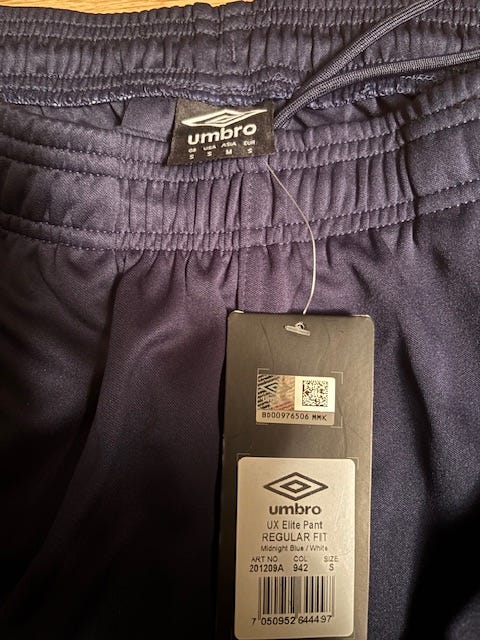 umbro
GB USA ASIA EUR
S S M S
BD00976506 MMK
umbro
UX Elite Pant
REGULAR FIT
Midnight Blue / White
ART NO COL SIZE
201209A 942 S
7 050952 644497